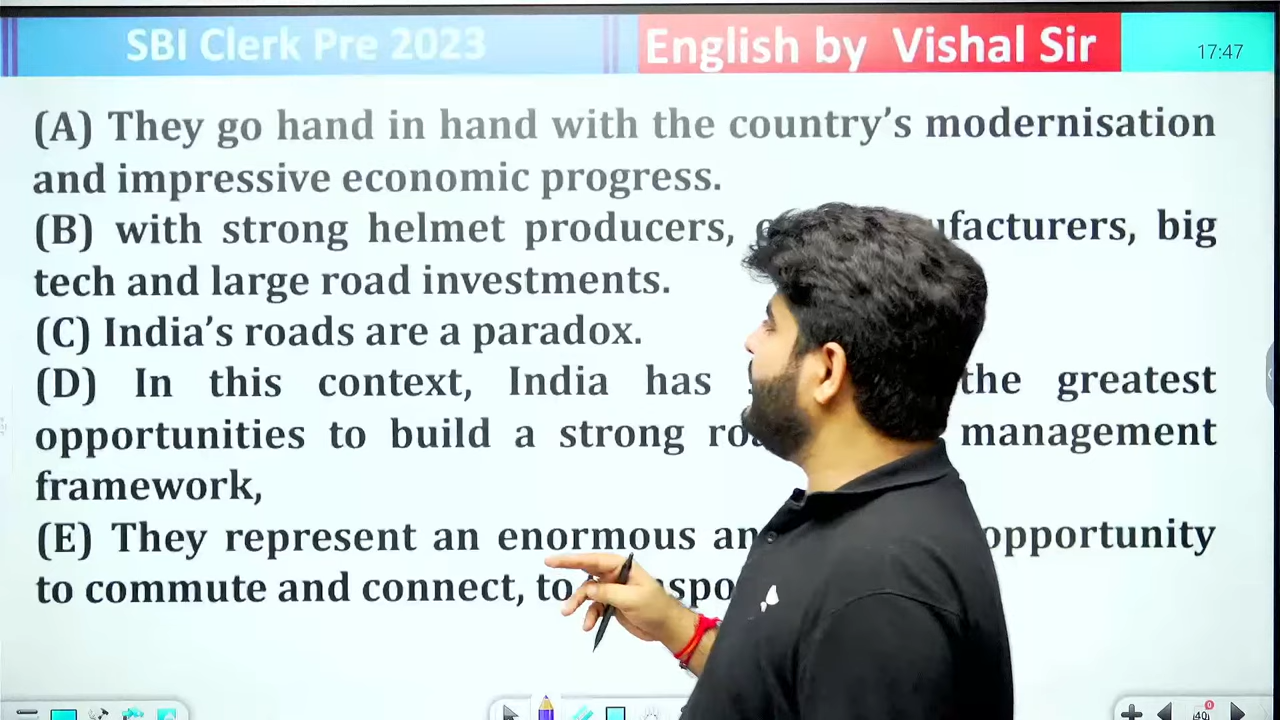 SBI Clerk Pre 2023
English by Vishal Sir
17:47
(A) They go hand in hand with the country's modernisation
and impressive economic progress.
(B) with strong helmet producers, big
tech and large road investments.
(C) India's roads are a paradox.
(D) In this context, India has the greatest
opportunities to build a strong management
framework,
(E) They represent an enormous opportunity
to commute and connect, to
40